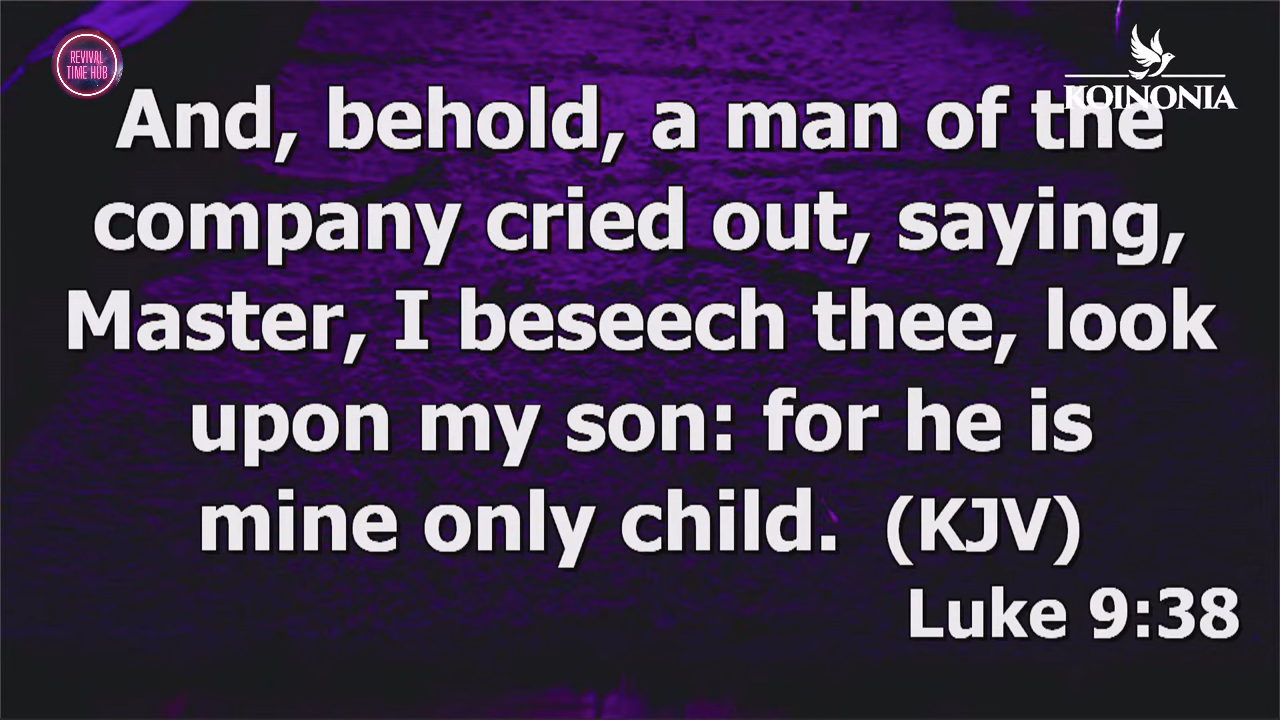 REVIVAL
TIME HUB
KOINONIA
And, behold, a man of the
company cried out, saying,
Master, I beseech thee, look
upon my son: for he is
mine only child. (KJV)
Luke 9:38